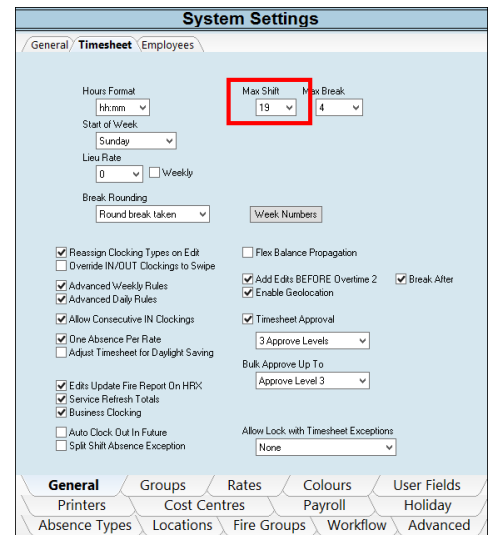 System Settings
General Timesheet Employees
Hours Format Max Shift Max Break
hh:mm 19 4
Start of Week
Sunday
Lieu Rate
0 Weekly
Break Rounding
Round break taken Week Numbers
Reassign Clocking Types on Edit Flex Balance Propagation
Override IN/OUT Clockings to Swipe
Add Edits BEFORE Overtime 2 Break After
Advanced Weekly Rules
Enable Geolocation
Advanced Daily Rules
Allow Consecutive IN Clockings Timesheet Approval
One Absence Per Rate
3 Approve Levels
Adjust Timesheet for Daylight Saving
Bulk Approve Up To
Approve Level 3
Edits Update Fire Report On HRX
Service Refresh Totals
Business Clocking
Auto Clock Out In Future Allow Lock with Timesheet Exceptions
Split Shift Absence Exception None
General Groups Rates Colours User Fields
Printers Cost Centres Payroll Holiday
Absence Types Locations Fire Groups Workflow Advanced